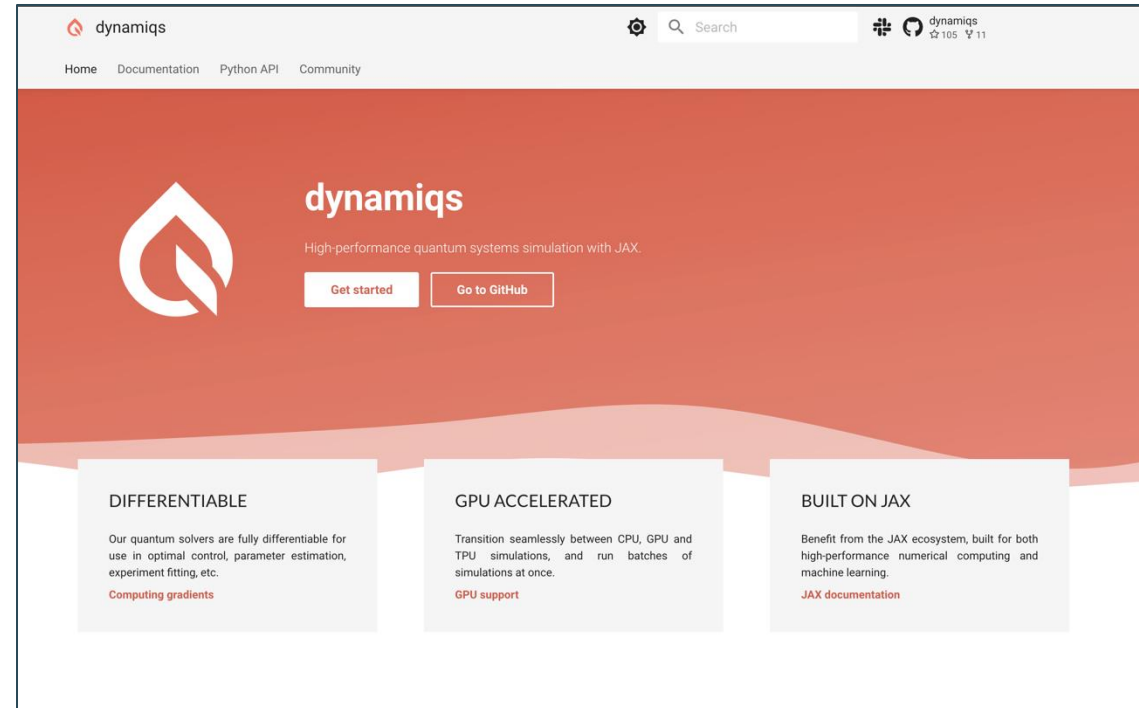 dynamiqs
Search
dynamiqs
105 11
Home Documentation Python API Community
dynamiqs
High-performance quantum systems simulation with JAX.
Get started Go to GitHub
DIFFERENTIABLE
Our quantum solvers are fully differentiable for
use in optimal control, parameter estimation,
experiment fitting, etc.
Computing gradients
GPU ACCELERATED
Transition seamlessly between CPU, GPU and
TPU simulations, and run batches of
simulations at once.
GPU support
BUILT ON JAX
Benefit from the JAX ecosystem, built for both
high-performance numerical computing and
machine learning.
JAX documentation